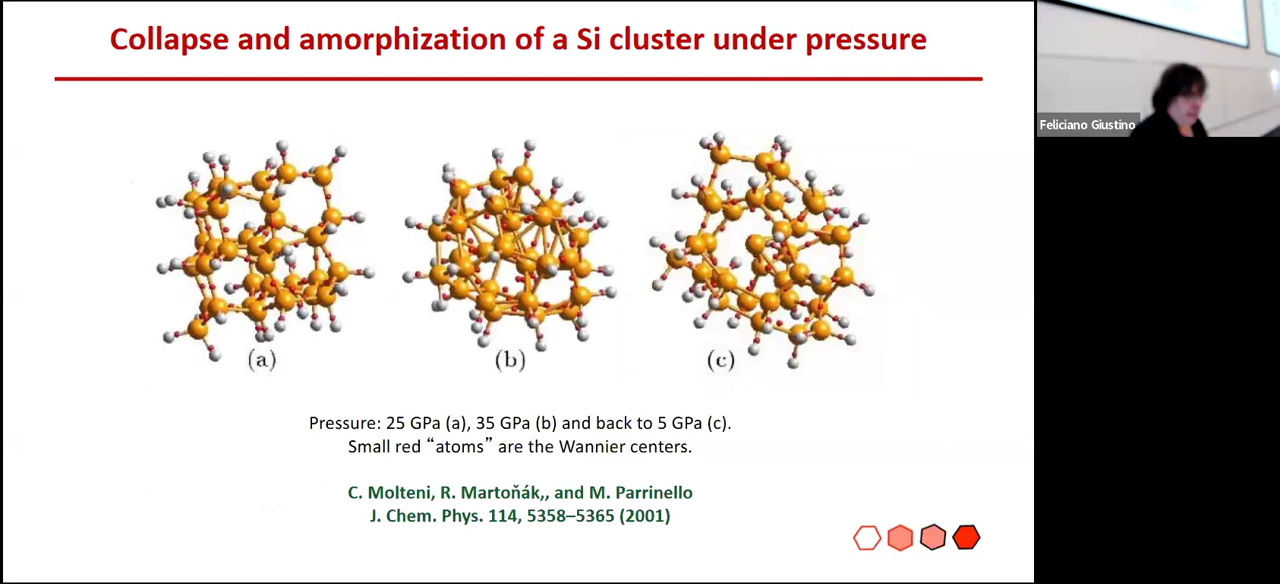 Collapse and amorphization of a Si cluster under pressure
Feliciano Giustino
(a)
(b)
(c)
Pressure: 25 GPa (a), 35 GPa (b) and back to 5 GPa (c).
Small red “atoms” are the Wannier centers.
C. Molteni, R. Martoňák,, and M. Parrinello
J. Chem. Phys. 114, 5358–5365 (2001)